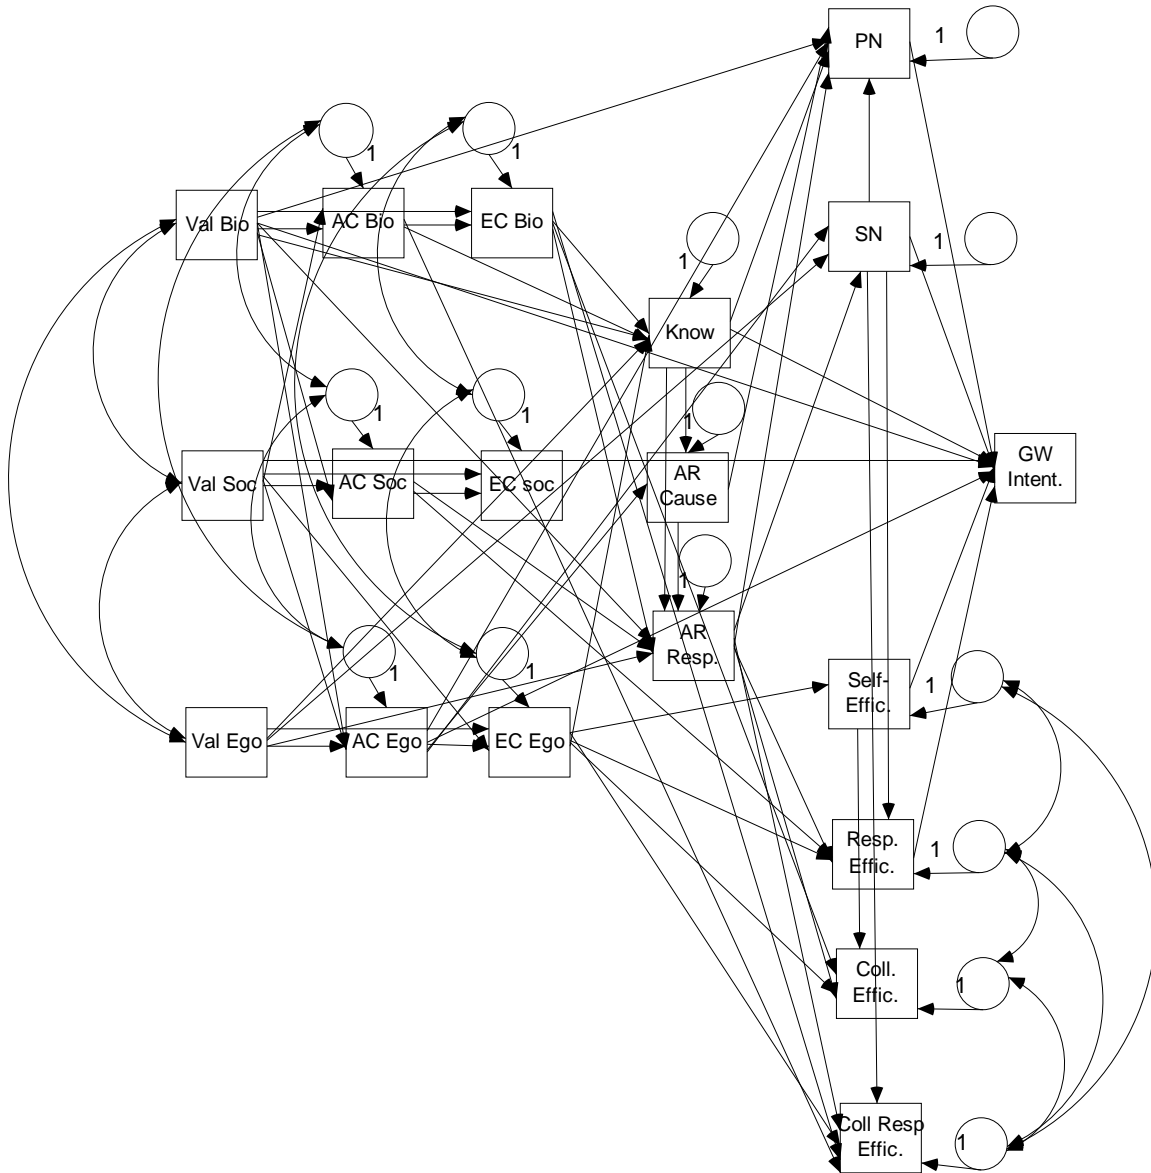 PN
1
1
1
Val Bio
AC Bio
EC Bio
SN
1
1
Know
1
1
1
Val Soc
AC Soc
EC soc
AR
Cause
GW
Intent.
1
AR
Resp.
1
1
Self-
Effic.
1
Val Ego
AC Ego
EC Ego
Resp.
Effic.
1
Coll.
Effic.
1
Coll Resp
Effic.
1